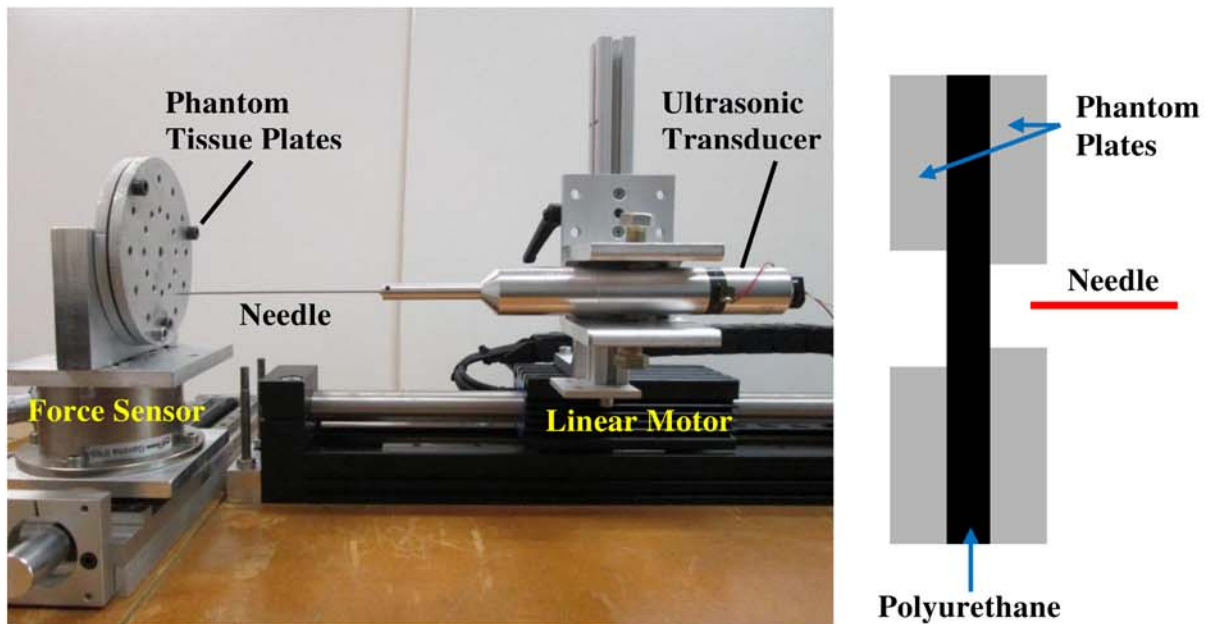 Phantom
Tissue Plates
Ultrasonic
Transducer
Needle
Force Sensor
Linear Motor
Phantom
Plates
Needle
Polyurethane